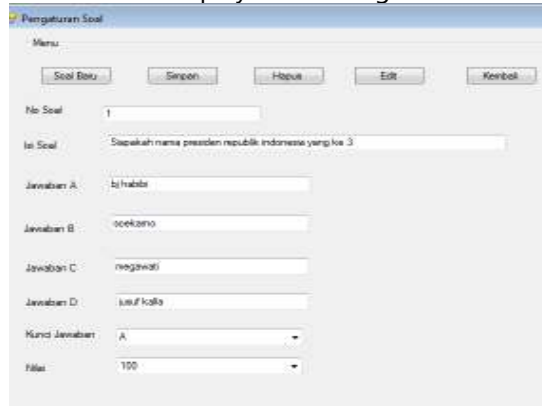 Pengaturan Soal
Menu
Soal Baru Simpan Hapus Edit Kembali
No Soal 1
Isi Soal Siapakah nama presiden republik indonesia yang ke 3
Jawaban A bj habibi
Jawaban B soekarno
Jawaban C megawati
Jawaban D jusuf kalla
Kunci Jawaban A
Nilai 100